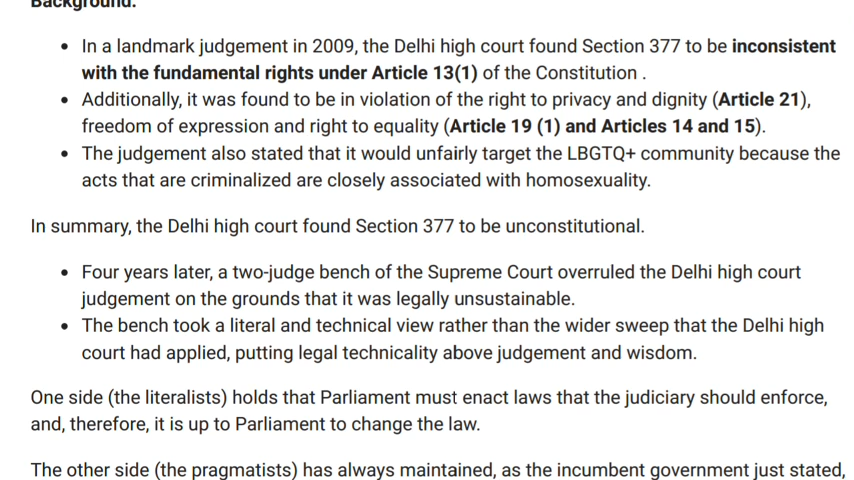 Background:
In a landmark judgement in 2009, the Delhi high court found Section 377 to be inconsistent
with the fundamental rights under Article 13(1) of the Constitution .
Additionally, it was found to be in violation of the right to privacy and dignity (Article 21),
freedom of expression and right to equality (Article 19 (1) and Articles 14 and 15).
The judgement also stated that it would unfairly target the LBGTQ+ community because the
acts that are criminalized are closely associated with homosexuality.
In summary, the Delhi high court found Section 377 to be unconstitutional.
Four years later, a two-judge bench of the Supreme Court overruled the Delhi high court
judgement on the grounds that it was legally unsustainable.
The bench took a literal and technical view rather than the wider sweep that the Delhi high
court had applied, putting legal technicality above judgement and wisdom.
One side (the literalists) holds that Parliament must enact laws that the judiciary should enforce,
and, therefore, it is up to Parliament to change the law.
The other side (the pragmatists) has always maintained, as the incumbent government just stated,